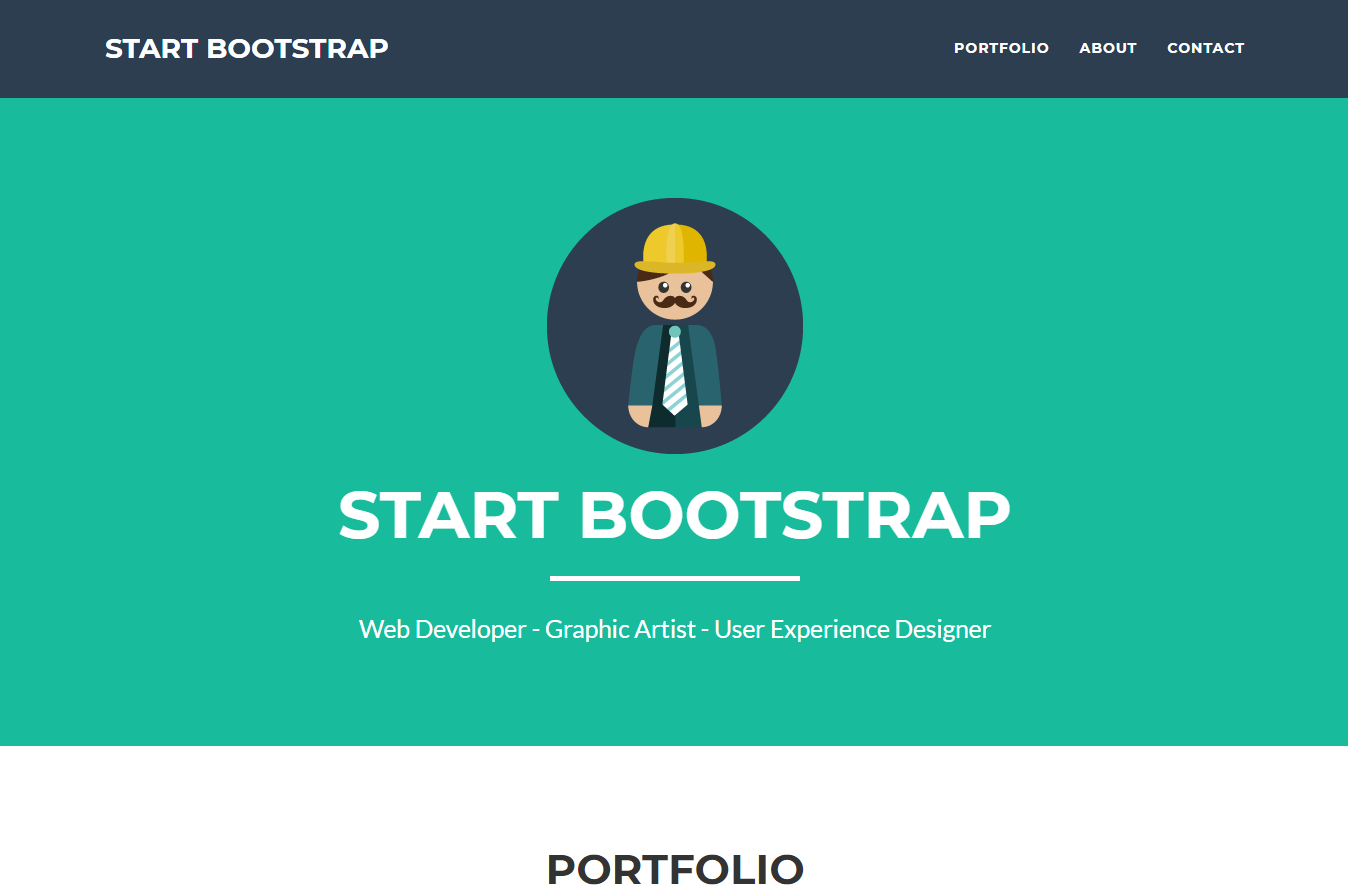 START BOOTSTRAP
PORTFOLIO ABOUT CONTACT
START BOOTSTRAP
Web Developer - Graphic Artist - User Experience Designer
PORTFOLIO